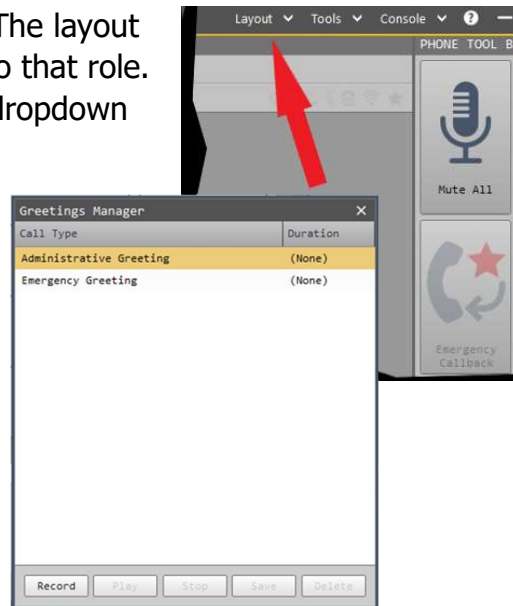 The layout
o that role.
dropdown
Layout Tools Console ?
PHONE TOOL B
Mute All
Emergency
Callback
Greetings Manager
Call Type Duration
Administrative Greeting (None)
Emergency Greeting (None)
Record Play Stop Save Delete